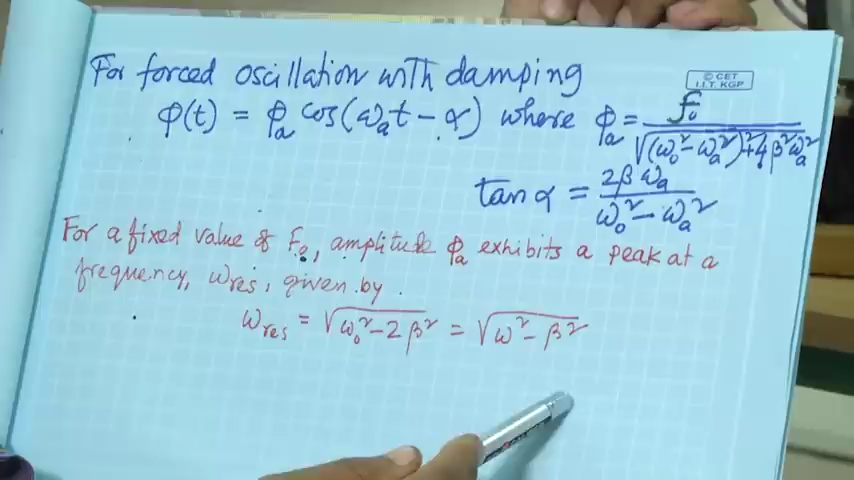 For forced oscillation with damping
© CET
I.I.T. KGP
φ(t) = φₐ cos(ωₐt − α) where φₐ = f₀ / √((ω₀² − ωₐ²)² + 4β²ωₐ²)
tan α = 2βωₐ / ω₀² − ωₐ²
For a fixed value of F₀, amplitude φₐ exhibits a peak at a
frequency, ωres, given by.
ωres = √(ω₀² − 2β²) = √(ω² − β²)